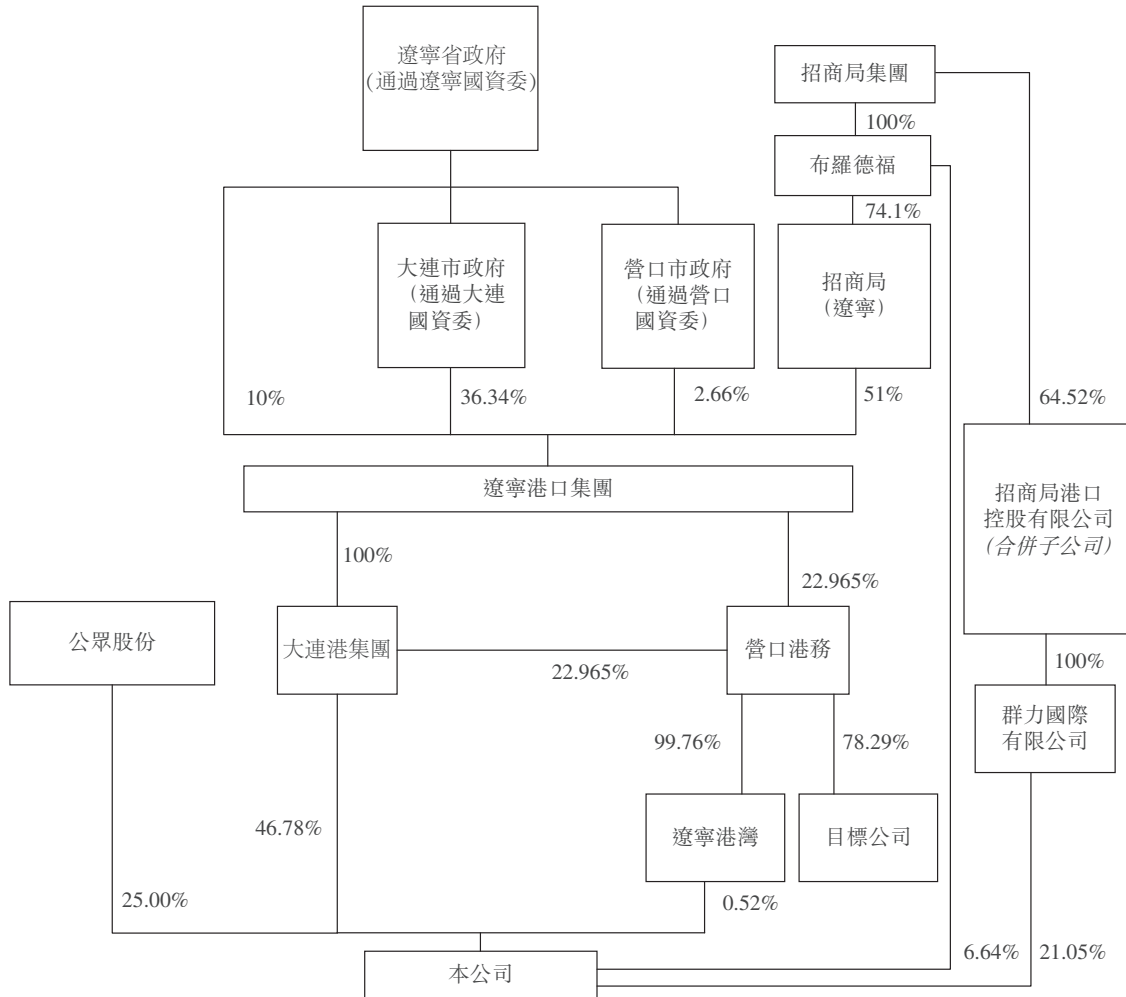 遼寧省政府
(通過遼寧國資委)
招商局集團
100%
布羅德福
74.1%
大連市政府
（通過大連
國資委）
營口市政府
（通過營口
國資委）
招商局
(遼寧)
10%
36.34%
2.66%
51%
64.52%
遼寧港口集團
招商局港口
控股有限公司
(合併子公司)
100%
22.965%
公眾股份
大連港集團
營口港務
22.965%
100%
群力國際
有限公司
99.76%
78.29%
46.78%
遼寧港灣
目標公司
25.00%
0.52%
6.64%
21.05%
本公司